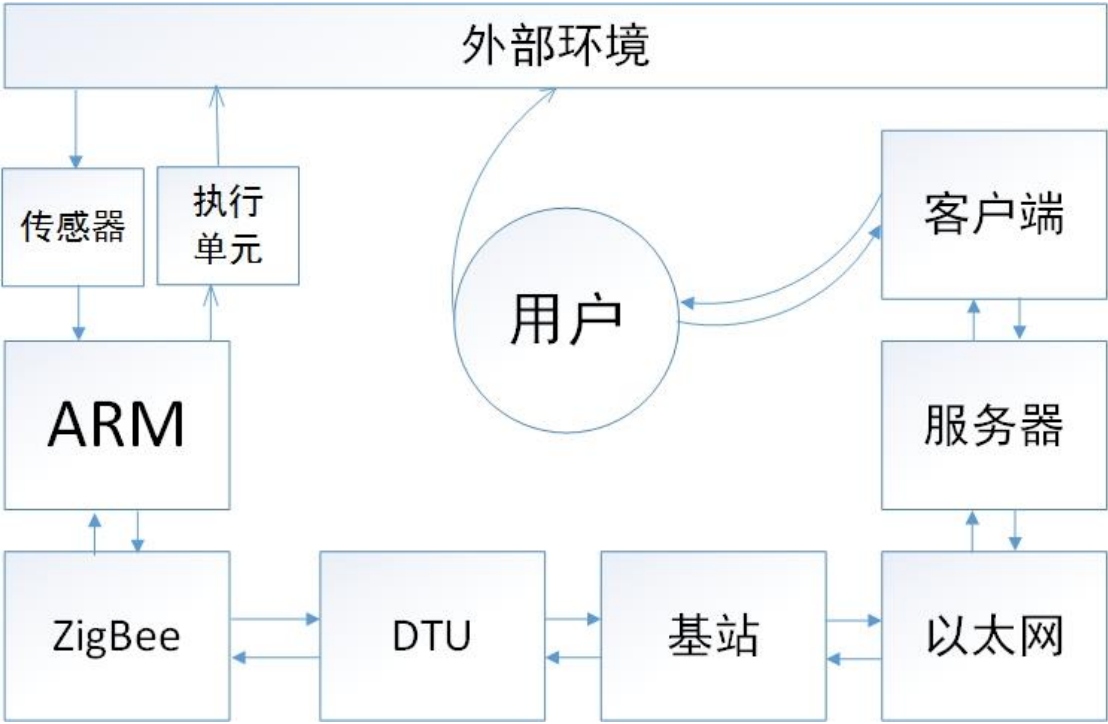 外部环境
传感器
执行
单元
客户端
用户
ARM
服务器
ZigBee
DTU
基站
以太网